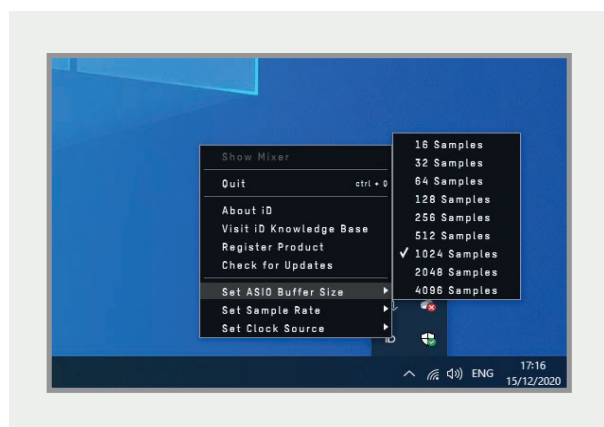 Show Mixer
Quit ctrl + Q
About iD
Visit iD Knowledge Base
Register Product
Check for Updates
Set ASIO Buffer Size
Set Sample Rate
Set Clock Source
16 Samples
32 Samples
64 Samples
128 Samples
256 Samples
512 Samples
1024 Samples
2048 Samples
4096 Samples
iD
ENG
17:16
15/12/2020